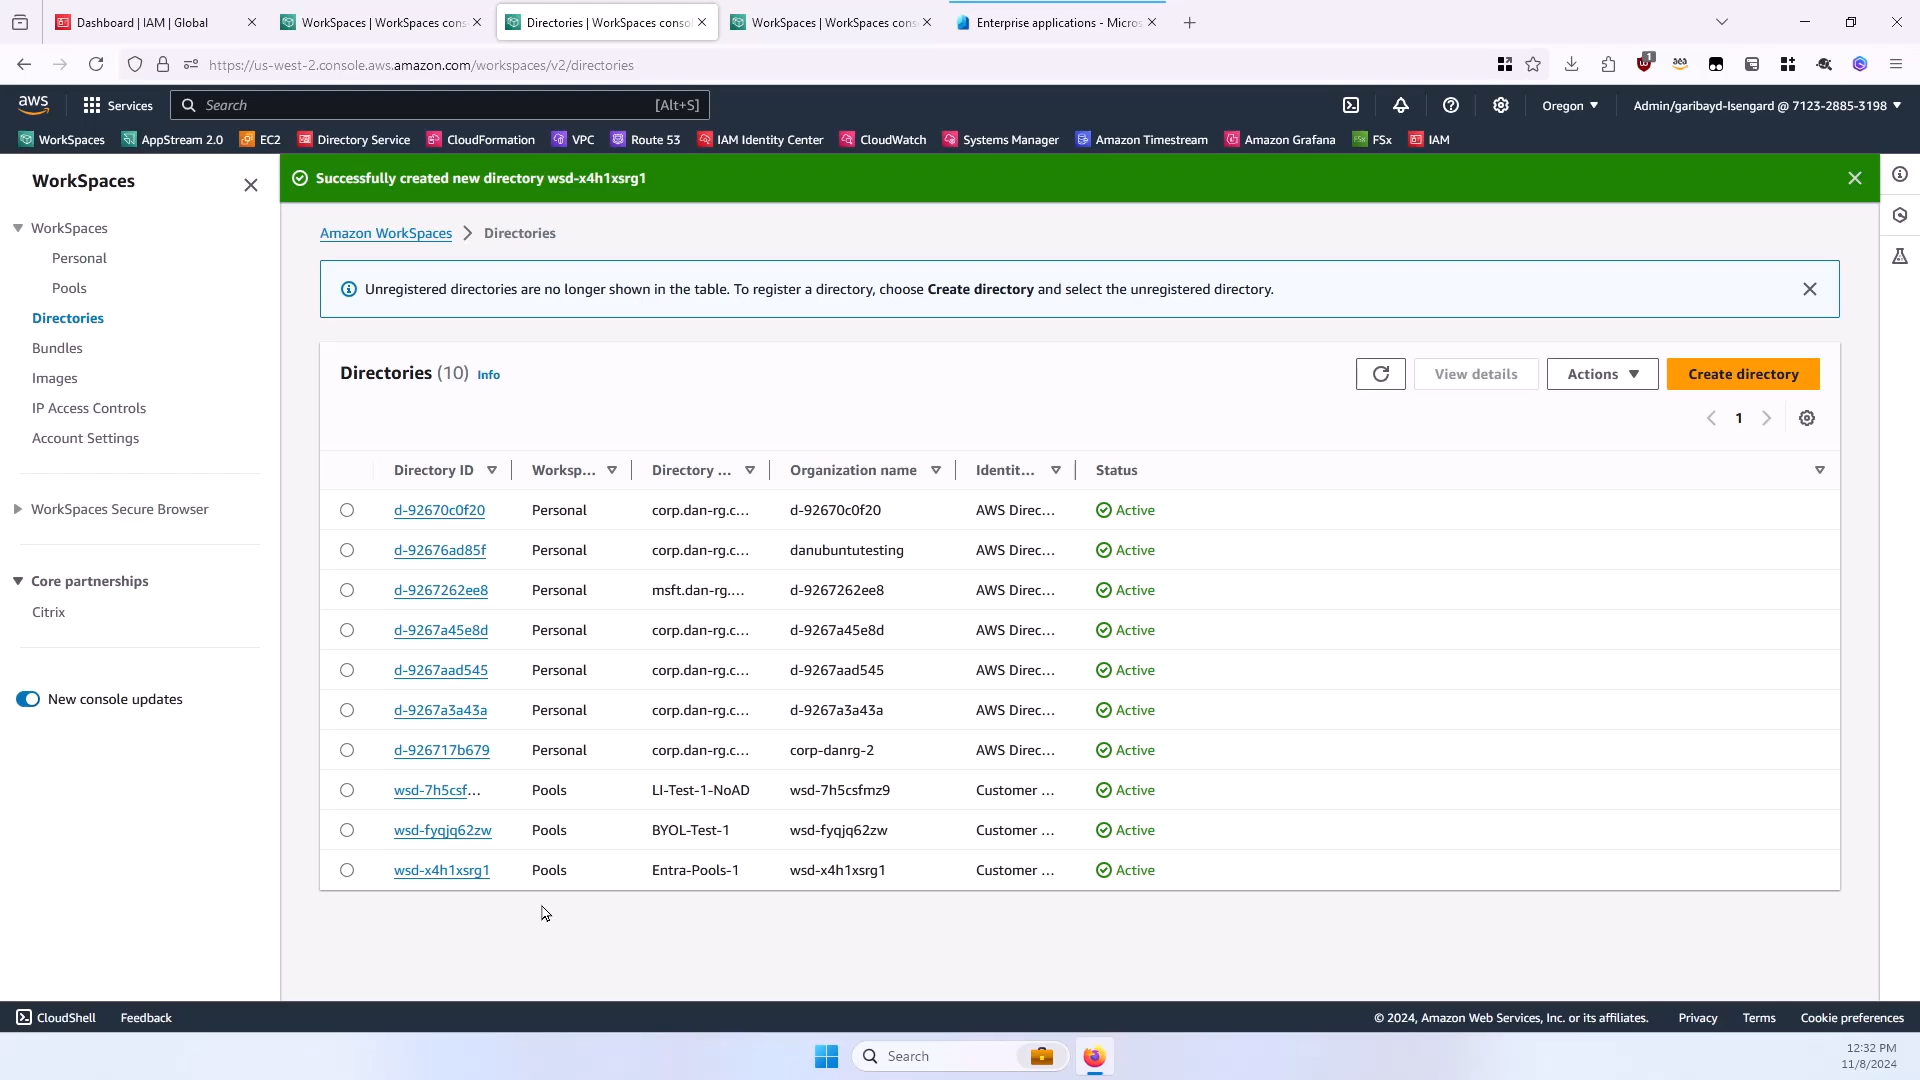 Dashboard | IAM | Global
WorkSpaces | WorkSpaces cons
Directories | WorkSpaces consol
WorkSpaces | WorkSpaces cons
Enterprise applications - Micros
https://us-west-2.console.aws.amazon.com/workspaces/v2/directories
1
aws
Services
Search
[Alt+S]
Oregon
Admin/garibayd-Isengard @ 7123-2885-3198
WorkSpaces
AppStream 2.0
EC2
Directory Service
CloudFormation
VPC
Route 53
IAM Identity Center
CloudWatch
Systems Manager
Amazon Timestream
Amazon Grafana
FSx
IAM
WorkSpaces
WorkSpaces
Personal
Pools
Directories
Bundles
Images
IP Access Controls
Account Settings
WorkSpaces Secure Browser
Core partnerships
Citrix
New console updates
Successfully created new directory wsd-x4h1xsrg1
Amazon WorkSpaces > Directories
Unregistered directories are no longer shown in the table. To register a directory, choose Create directory and select the unregistered directory.
Directories (10) Info
View details
Actions
Create directory
1
Directory ID Worksp... Directory ... Organization name Identit... Status
d-92670c0f20 Personal corp.dan-rg.c... d-92670c0f20 AWS Direc... Active
d-92676ad85f Personal corp.dan-rg.c... danubuntutesting AWS Direc... Active
d-9267262ee8 Personal msft.dan-rg.... d-9267262ee8 AWS Direc... Active
d-9267a45e8d Personal corp.dan-rg.c... d-9267a45e8d AWS Direc... Active
d-9267aad545 Personal corp.dan-rg.c... d-9267aad545 AWS Direc... Active
d-9267a3a43a Personal corp.dan-rg.c... d-9267a3a43a AWS Direc... Active
d-926717b679 Personal corp.dan-rg.c... corp-danrg-2 AWS Direc... Active
wsd-7h5csf... Pools LI-Test-1-NoAD wsd-7h5csfmz9 Customer ... Active
wsd-fyqjq62zw Pools BYOL-Test-1 wsd-fyqjq62zw Customer ... Active
wsd-x4h1xsrg1 Pools Entra-Pools-1 wsd-x4h1xsrg1 Customer ... Active
CloudShell
Feedback
© 2024, Amazon Web Services, Inc. or its affiliates.
Privacy
Terms
Cookie preferences
Search
12:32 PM
11/8/2024